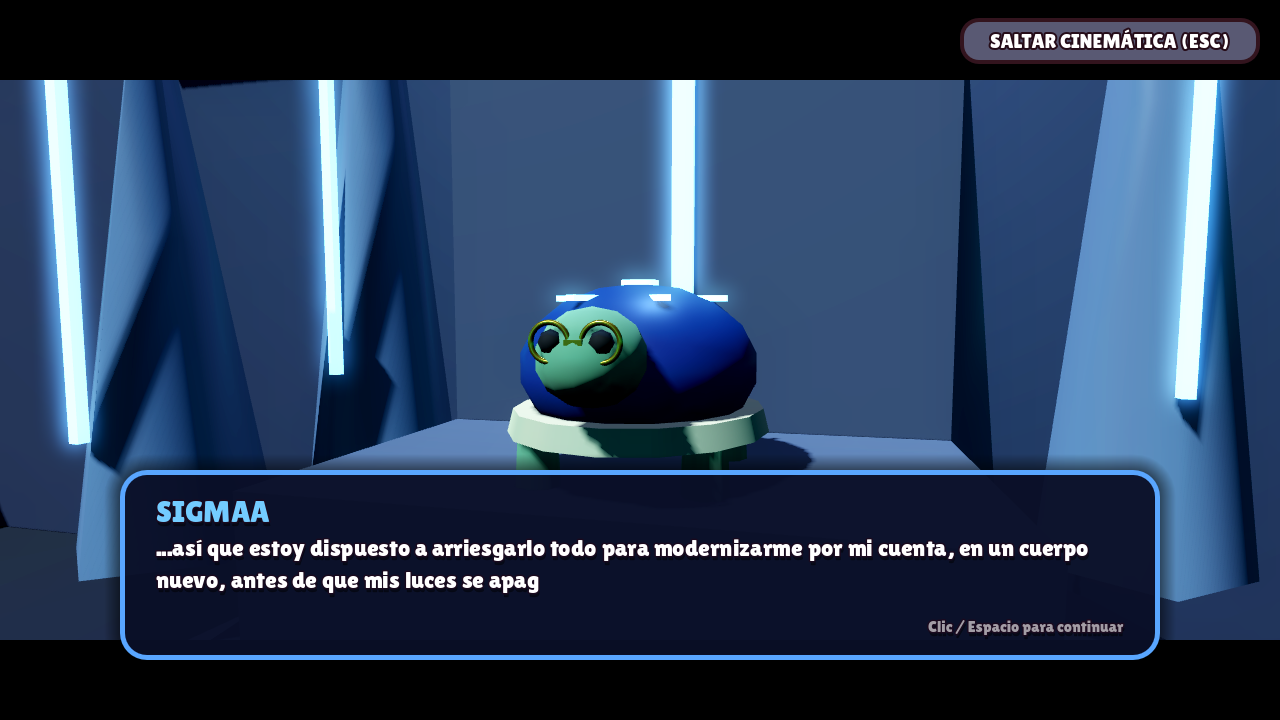 SALTAR CINEMÁTICA (ESC)
SIGMAA
...así que estoy dispuesto a arriesgarlo todo para modernizarme por mi cuenta, en un cuerpo
nuevo, antes de que mis luces se apag
Clic / Espacio para continuar